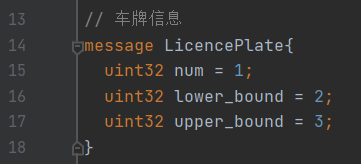 13 // 车牌信息
14 message LicencePlate{
15 uint32 num = 1;
16 uint32 lower_bound = 2;
17 uint32 upper_bound = 3;
18 }